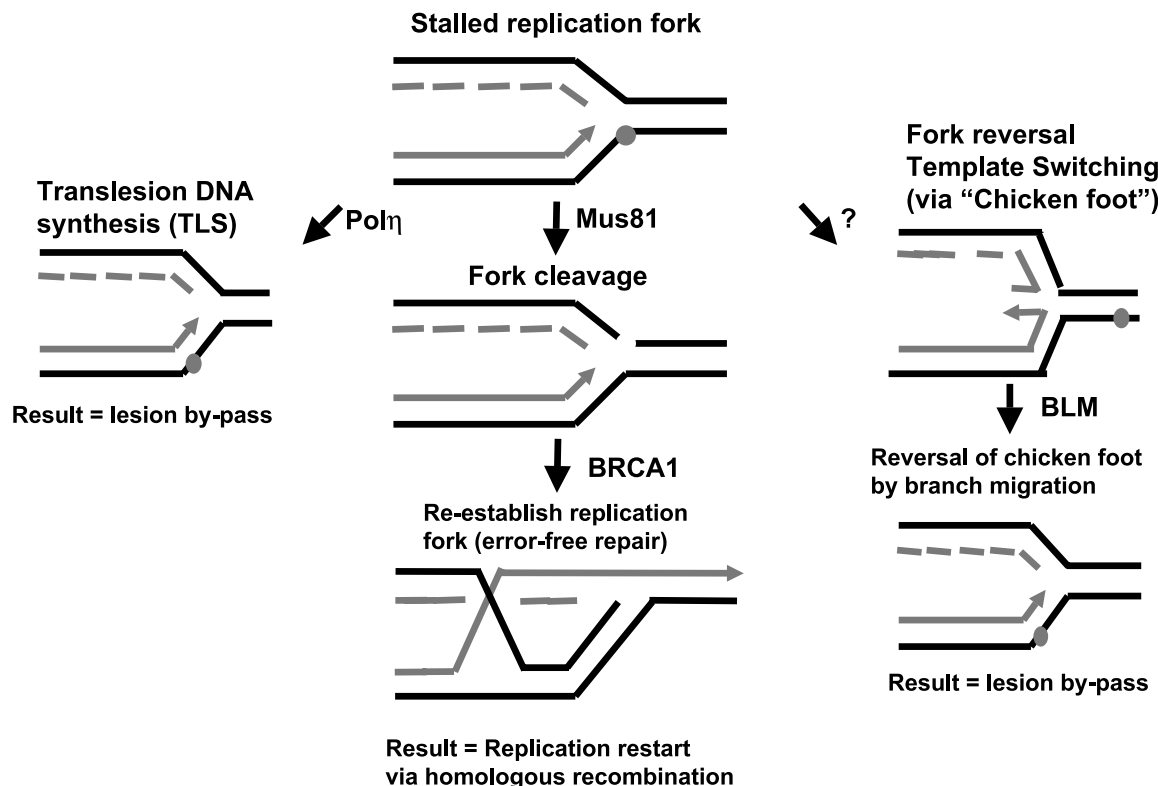 Stalled replication fork
Translesion DNA
synthesis (TLS)
Polη
Mus81
?
Fork reversal
Template Switching
(via “Chicken foot”)
Fork cleavage
Result = lesion by-pass
BRCA1
BLM
Re-establish replication
fork (error-free repair)
Reversal of chicken foot
by branch migration
Result = lesion by-pass
Result = Replication restart
via homologous recombination